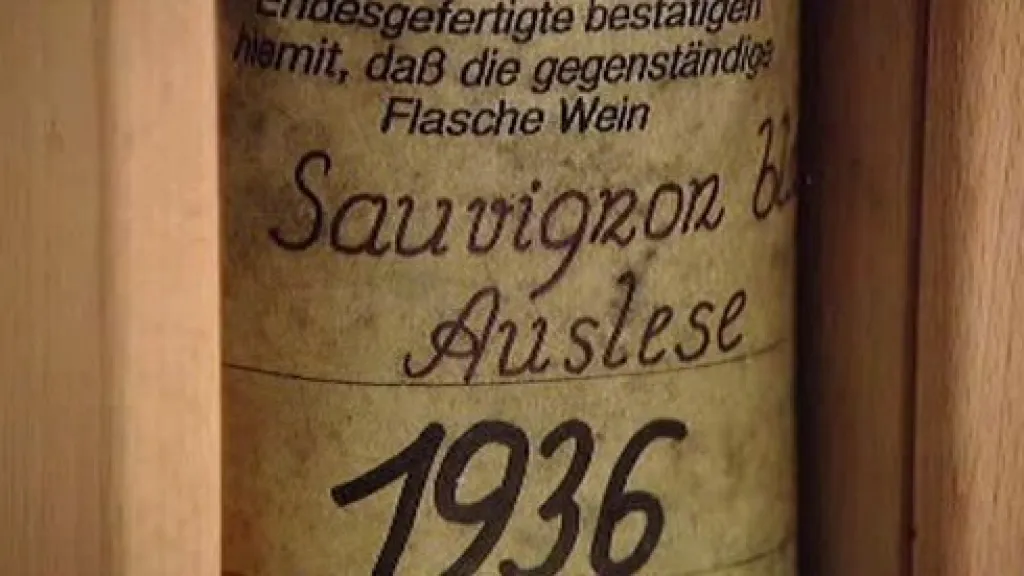 Endesgefertigte bestätigen
hiemit, daß die gegenständige
Flasche Wein
Sauvignon
Auslese
1936